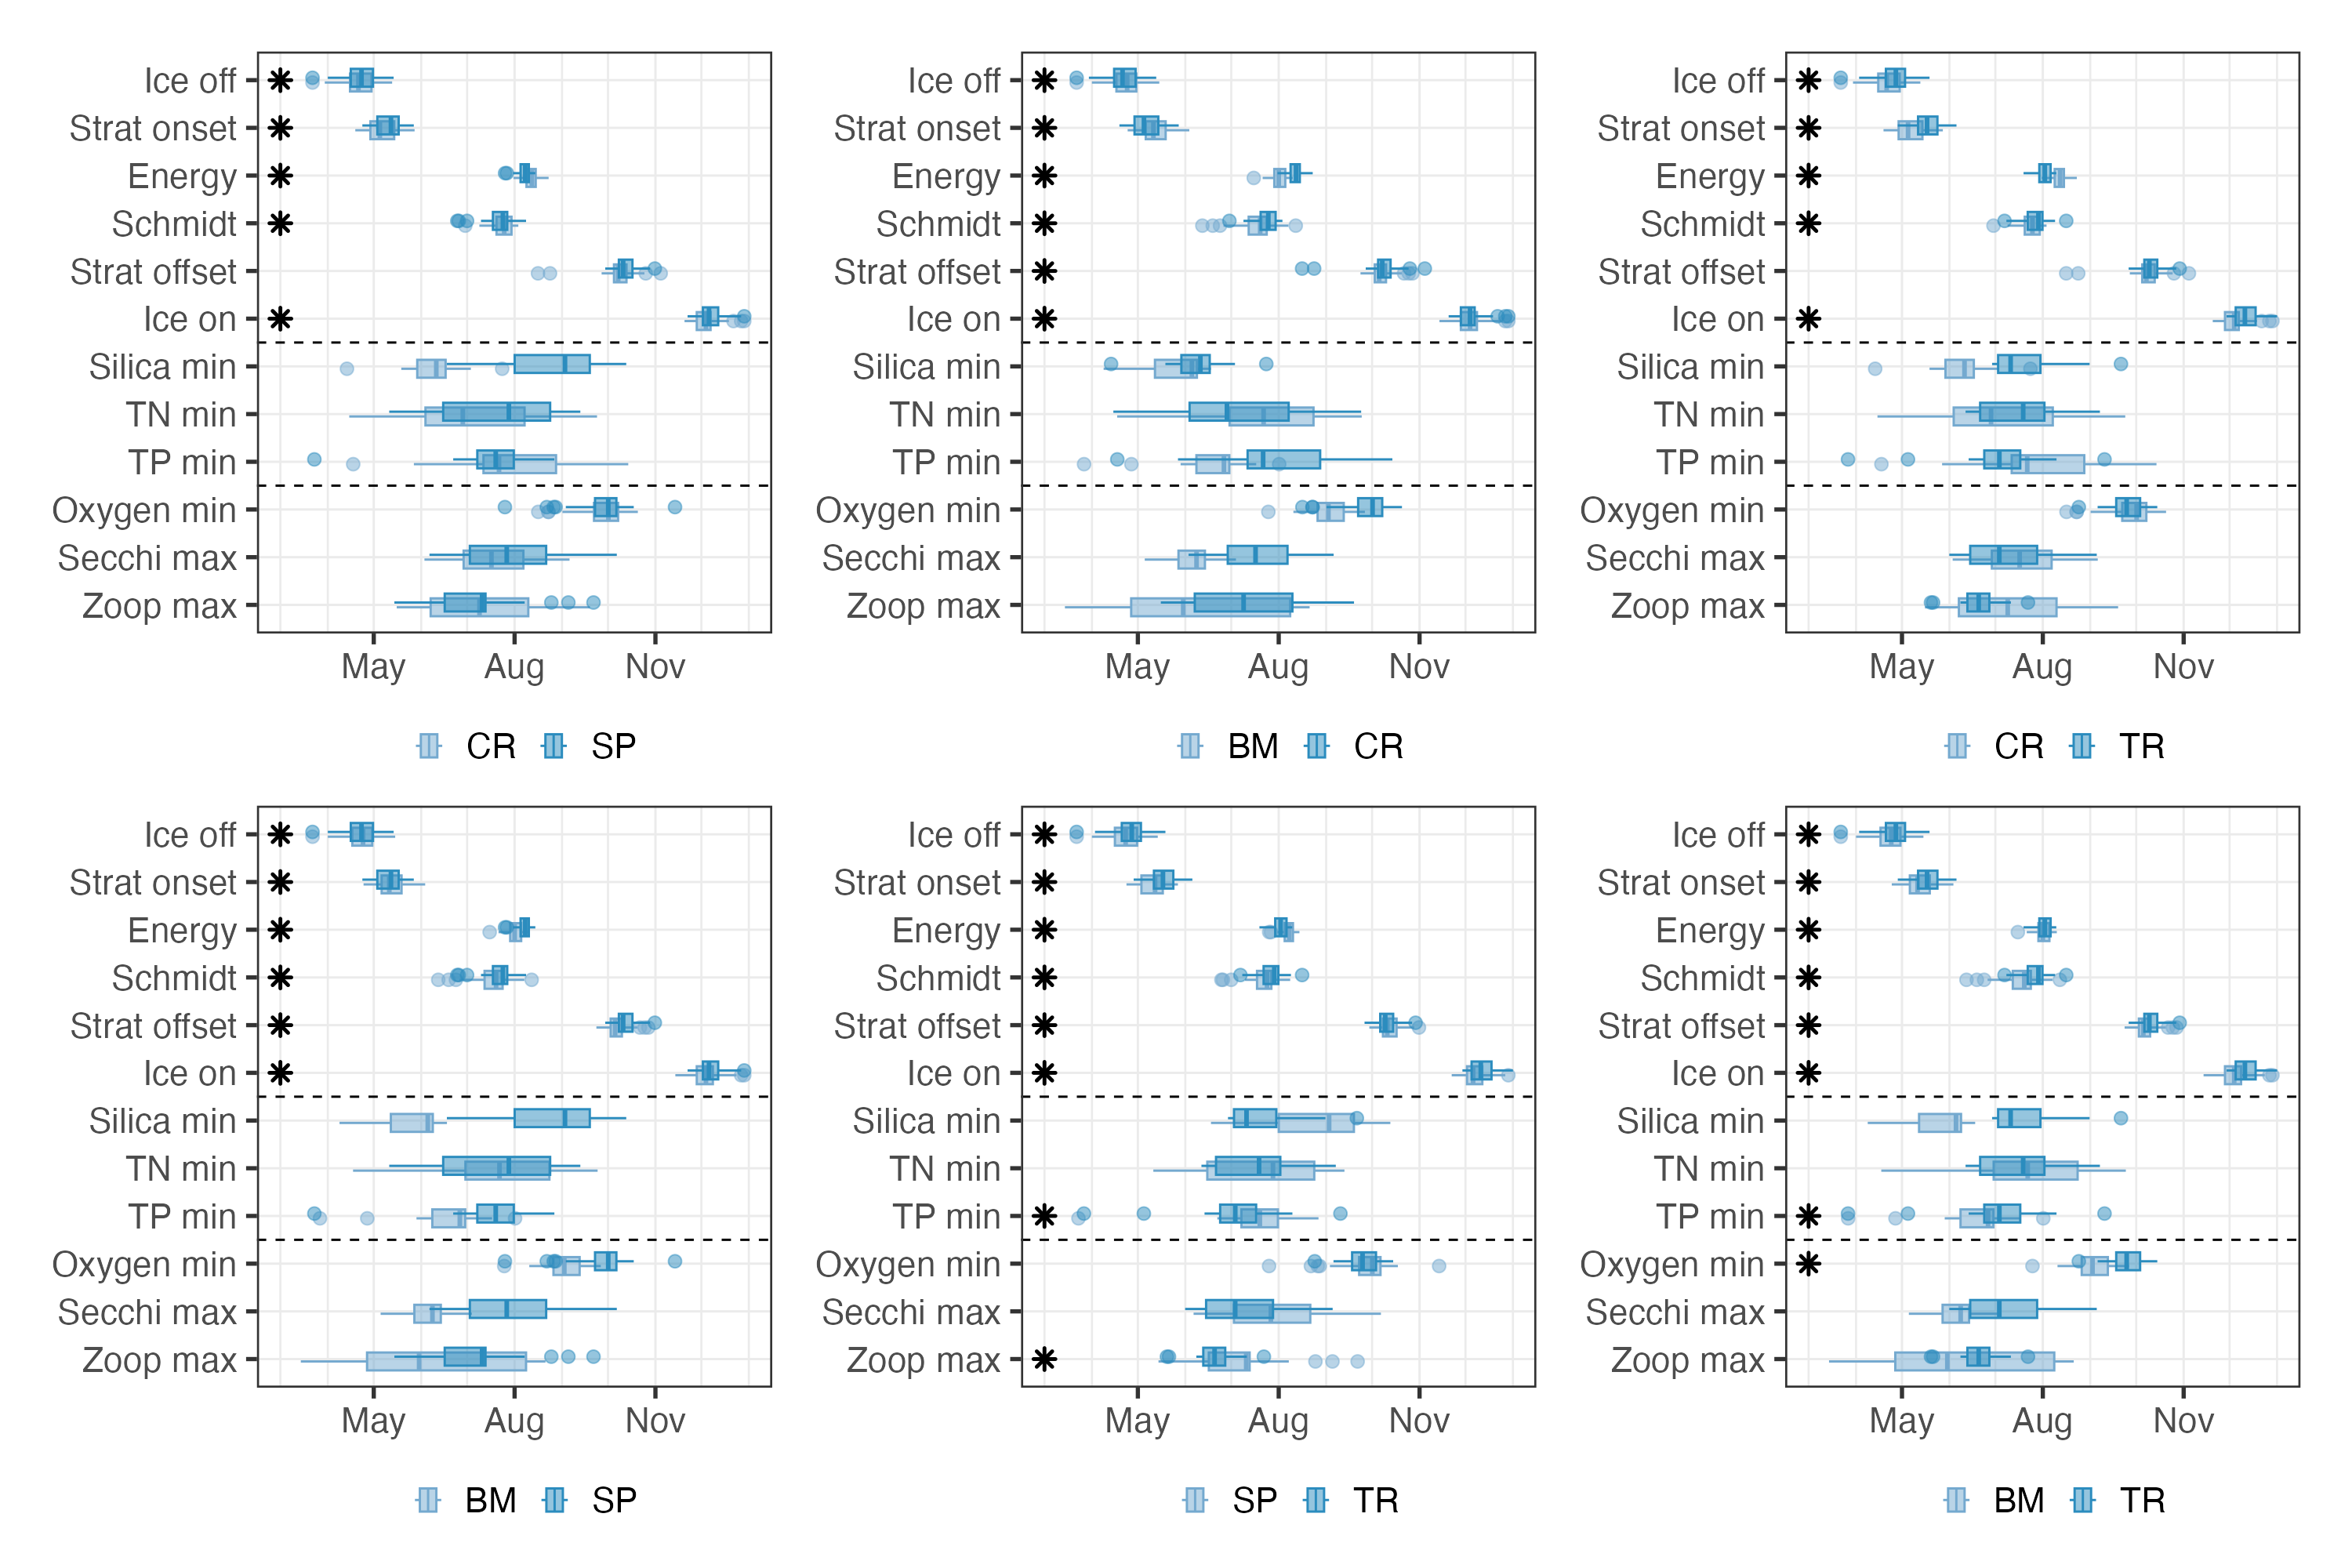 Ice off
Strat onset
Energy
Schmidt
Strat offset
Ice on
Silica min
TN min
TP min
Oxygen min
Secchi max
Zoop max
May Aug Nov
CR SP
Ice off
Strat onset
Energy
Schmidt
Strat offset
Ice on
Silica min
TN min
TP min
Oxygen min
Secchi max
Zoop max
May Aug Nov
BM CR
Ice off
Strat onset
Energy
Schmidt
Strat offset
Ice on
Silica min
TN min
TP min
Oxygen min
Secchi max
Zoop max
May Aug Nov
CR TR
Ice off
Strat onset
Energy
Schmidt
Strat offset
Ice on
Silica min
TN min
TP min
Oxygen min
Secchi max
Zoop max
May Aug Nov
BM SP
Ice off
Strat onset
Energy
Schmidt
Strat offset
Ice on
Silica min
TN min
TP min
Oxygen min
Secchi max
Zoop max
May Aug Nov
SP TR
Ice off
Strat onset
Energy
Schmidt
Strat offset
Ice on
Silica min
TN min
TP min
Oxygen min
Secchi max
Zoop max
May Aug Nov
BM TR